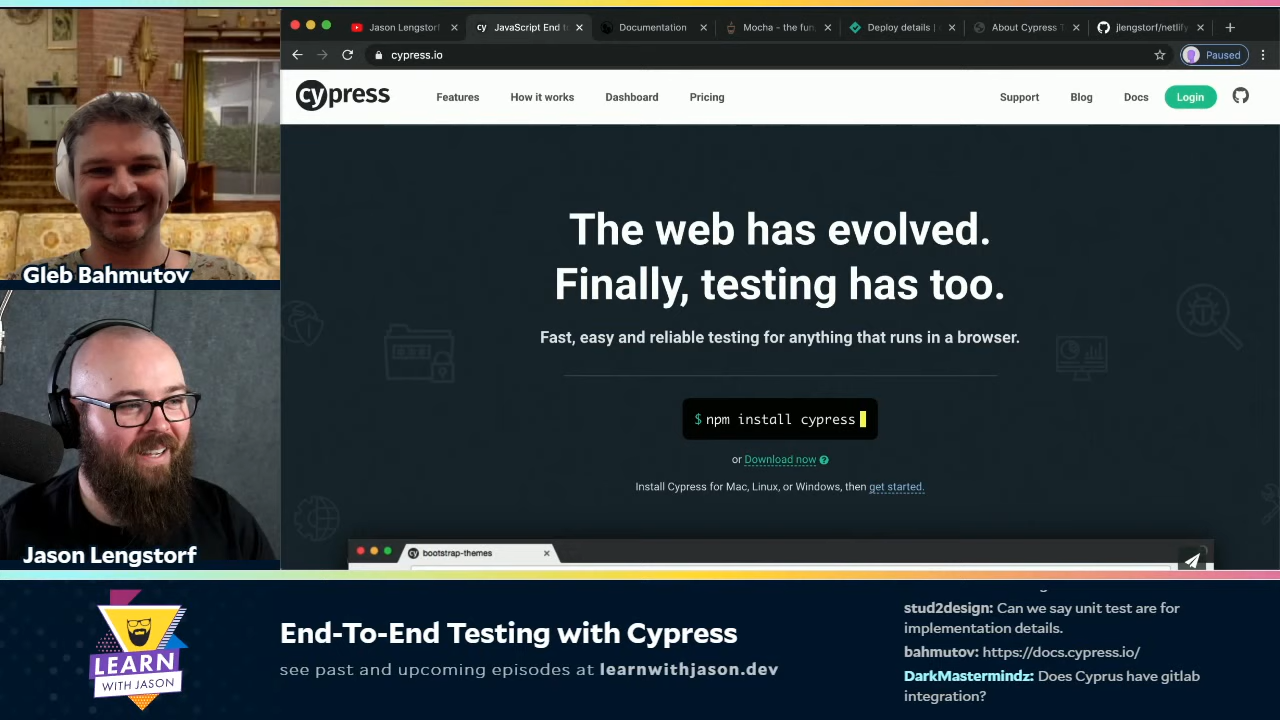 Jason Lengstorf
cy JavaScript End t
Documentation
Mocha – the fun,
Deploy details |
About Cypress T
jlengstorf/netlify
cypress.io
Paused
cypress
Features
How it works
Dashboard
Pricing
Support
Blog
Docs
Login
The web has evolved.
Finally, testing has too.
Fast, easy and reliable testing for anything that runs in a browser.
$ npm install cypress
or Download now ?
Install Cypress for Mac, Linux, or Windows, then get started.
cy bootstrap-themes
Gleb Bahmutov
Jason Lengstorf
LEARN
WITH JASON
End-To-End Testing with Cypress
see past and upcoming episodes at learnwithjason.dev
stud2design: Can we say unit test are for
implementation details.
bahmutov: https://docs.cypress.io/
DarkMastermindz: Does Cyprus have gitlab
integration?